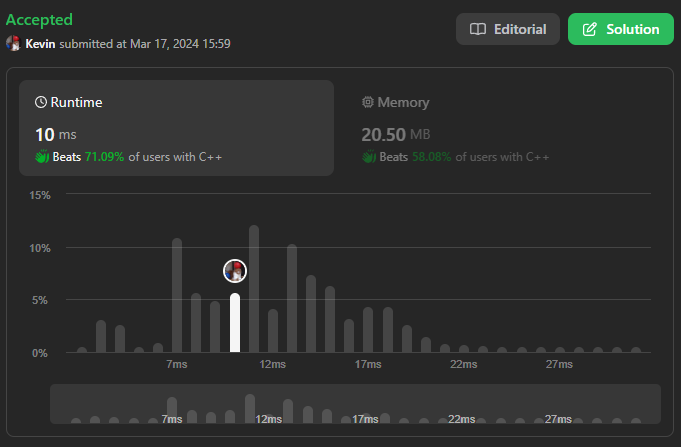 Accepted
Kevin submitted at Mar 17, 2024 15:59
Editorial
Solution
Runtime
10 ms
Beats 71.09% of users with C++
Memory
20.50 MB
Beats 58.08% of users with C++
15%
10%
5%
0%
7ms 12ms 17ms 22ms 27ms
7ms 12ms 17ms 22ms 27ms